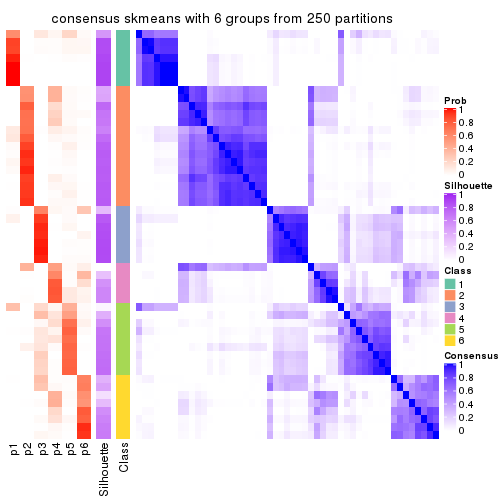 consensus skmeans with 6 groups from 250 partitions
Prob
1
0.8
0.6
0.4
0.2
0
Silhouette
1
0.8
0.6
0.4
0.2
0
Class
1
2
3
4
5
6
Consensus
1
0.8
0.6
0.4
0.2
0
p1
p2
p3
p4
p5
p6
Silhouette
Class